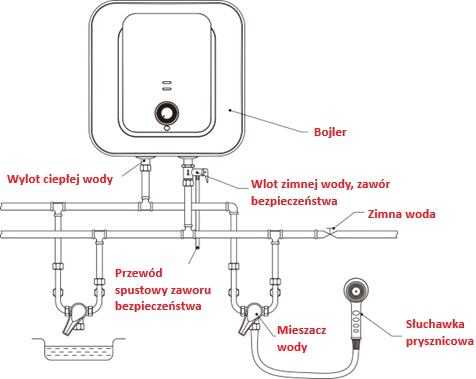 Bojler
Wylot ciepłej wody
Wlot zimnej wody, zawór
bezpieczeństwa
Zimna woda
Przewód
spustowy zaworu
bezpieczeństwa
Mieszacz
wody
Słuchawka
prysznicowa